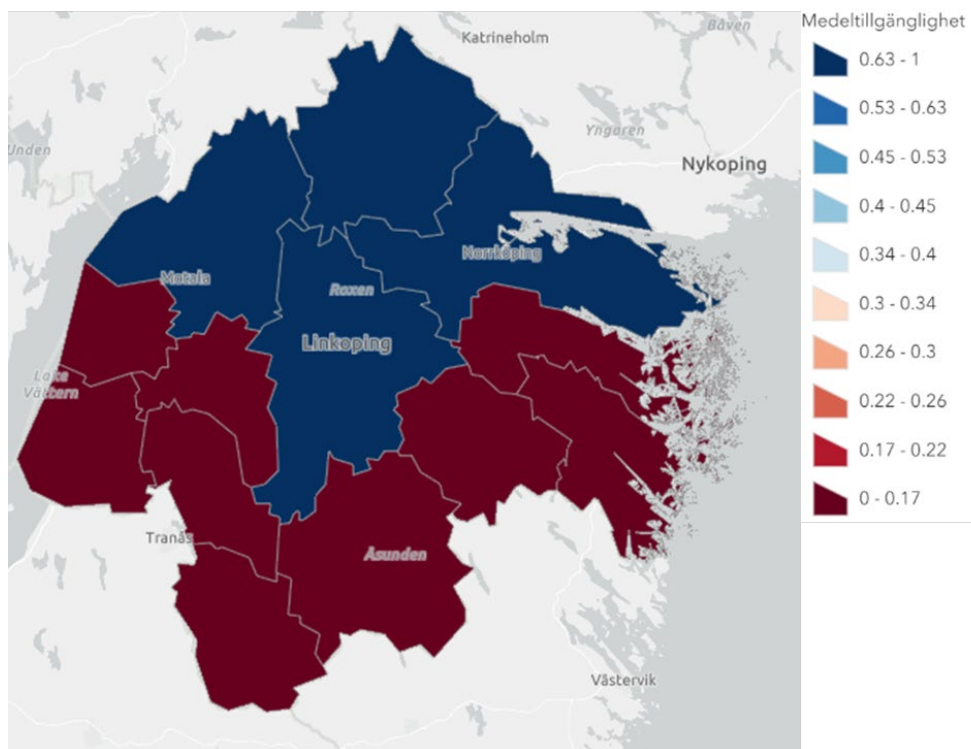 Katrineholm
Båven
Unden
Yngaren
Nykoping
Motala
Norrköping
Roxen
Linkoping
Lake
Vättern
Tranås
Åsunden
Västervik
Medeltillgänglighet
0.63 - 1
0.53 - 0.63
0.45 - 0.53
0.4 - 0.45
0.34 - 0.4
0.3 - 0.34
0.26 - 0.3
0.22 - 0.26
0.17 - 0.22
0 - 0.17